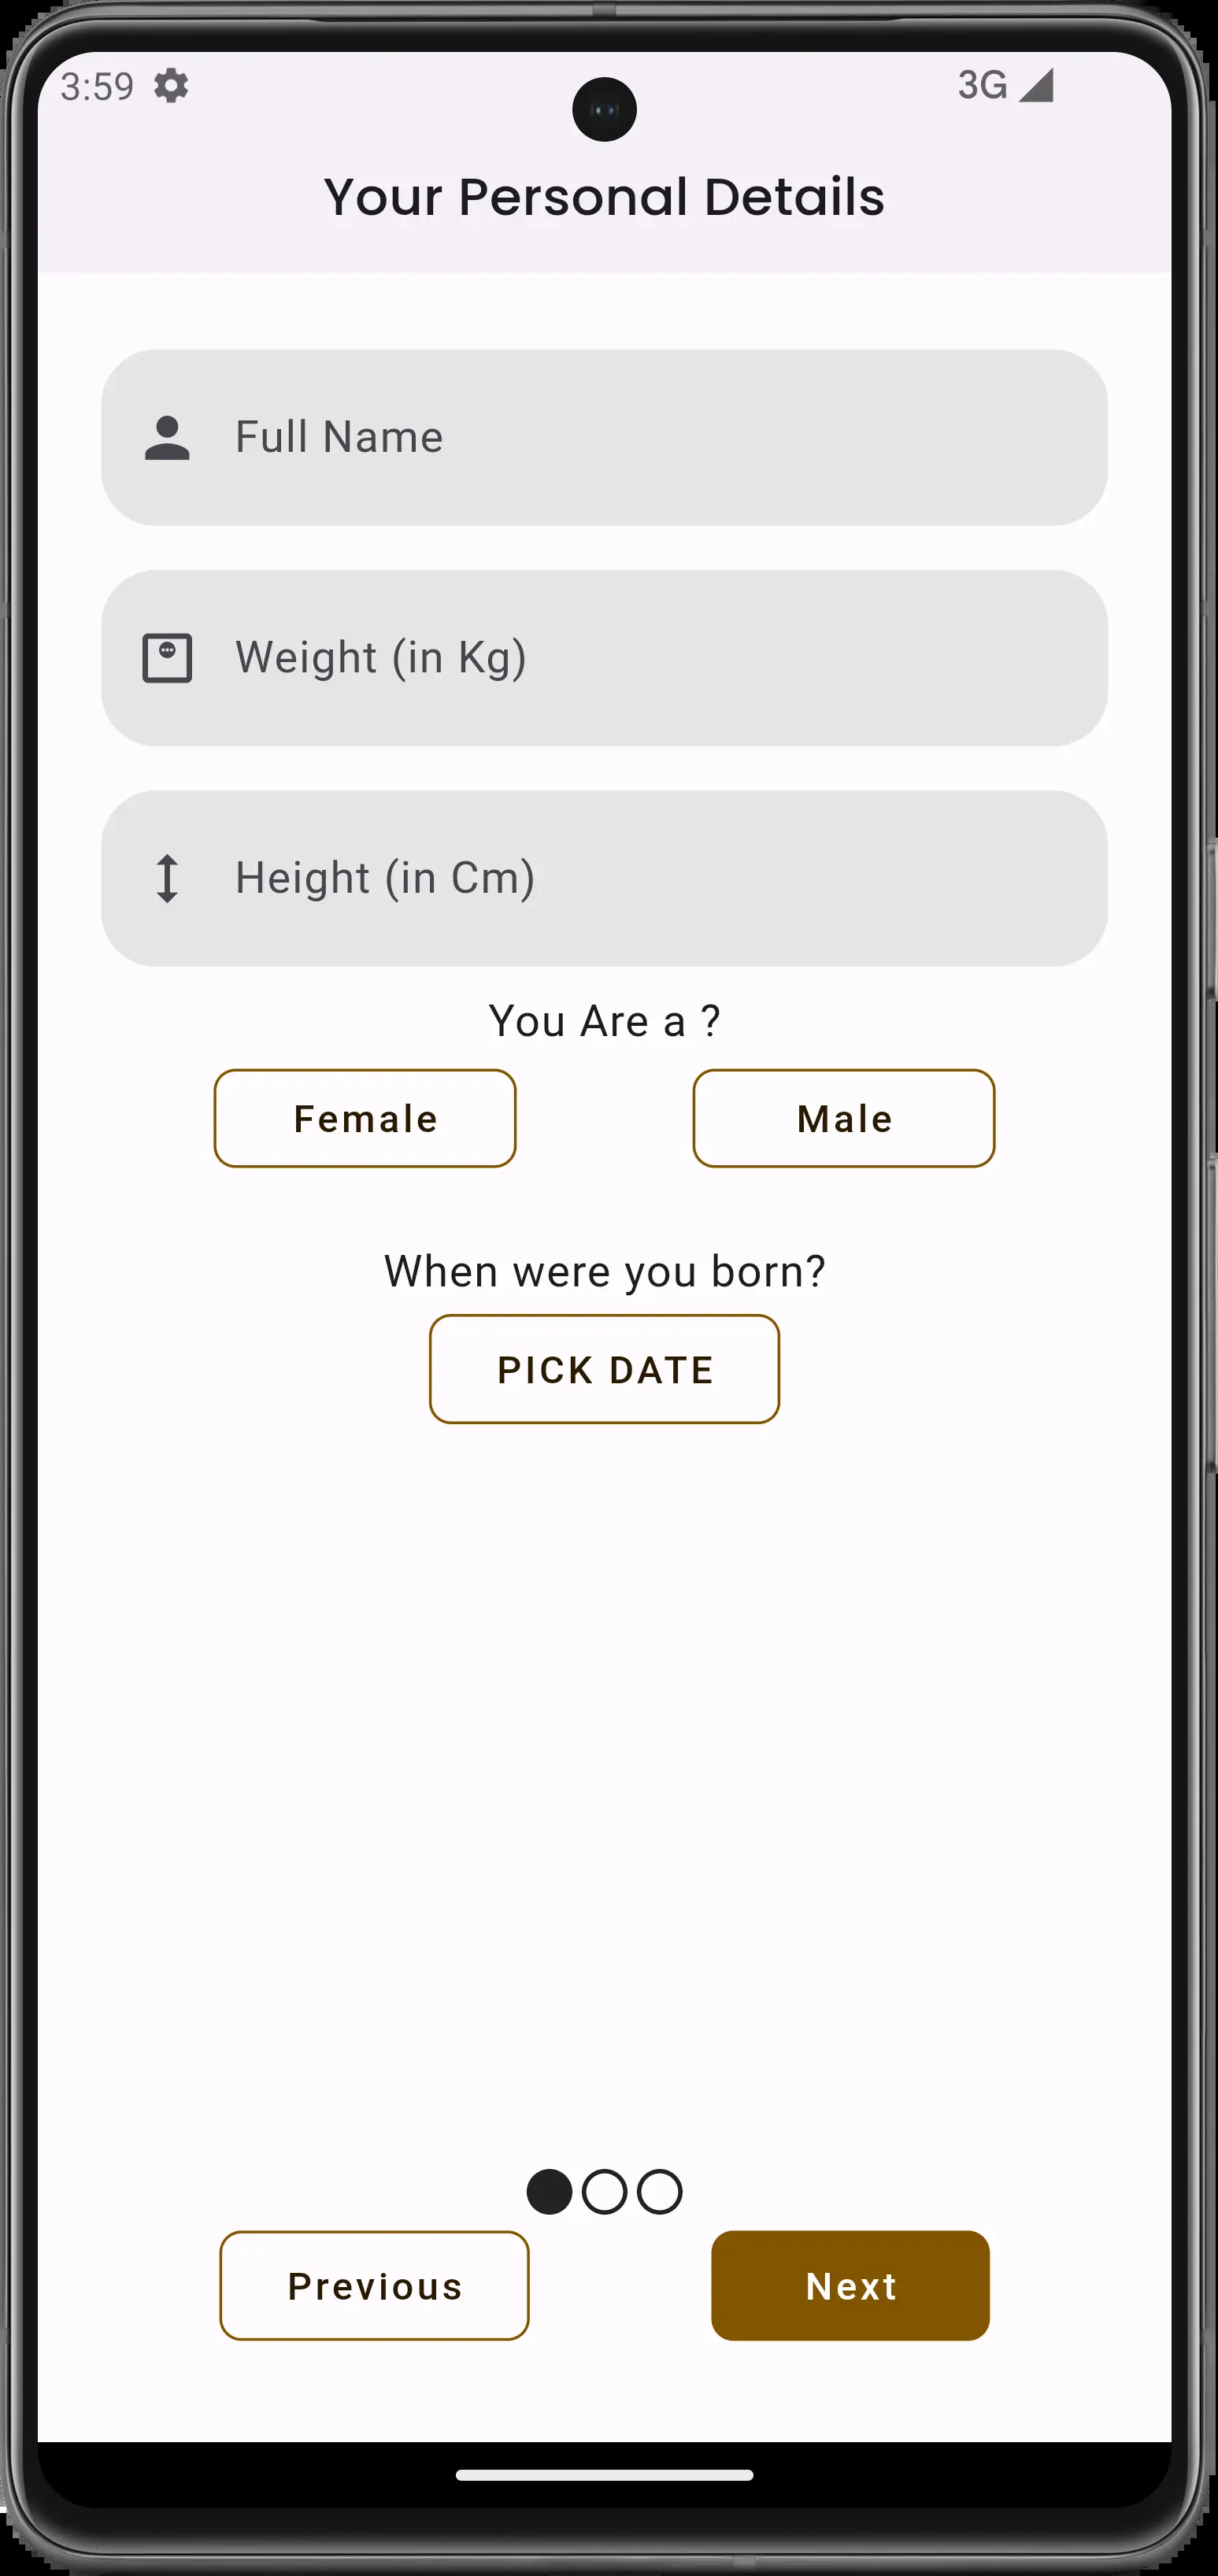 3:59 3G
Your Personal Details
Full Name
Weight (in Kg)
Height (in Cm)
You Are a ?
Female Male
When were you born?
PICK DATE
Previous Next